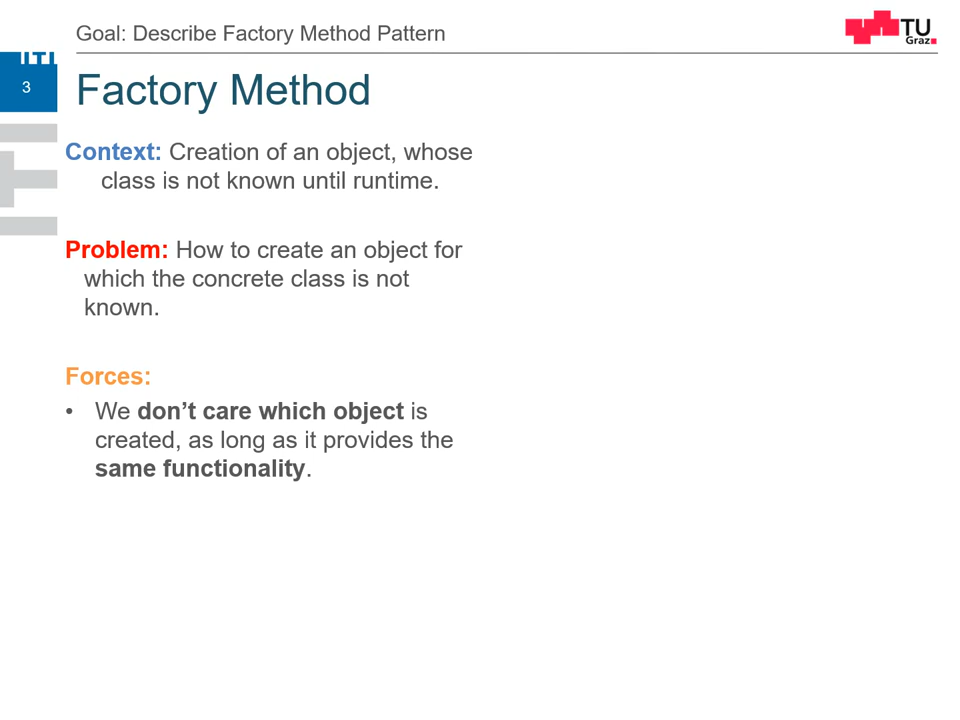 Goal: Describe Factory Method Pattern
TU
Graz
3
Factory Method
Context: Creation of an object, whose
class is not known until runtime.
Problem: How to create an object for
which the concrete class is not
known.
Forces:
• We don’t care which object is
created, as long as it provides the
same functionality.